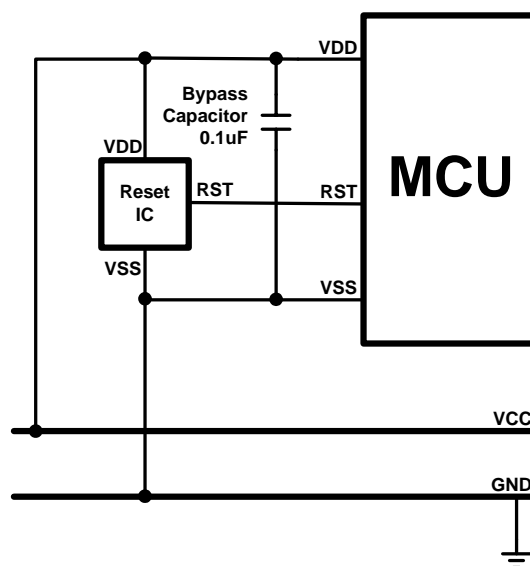 VDD
Bypass
Capacitor
0.1uF
VDD
Reset
IC
RST
RST
MCU
VSS
VSS
VCC
GND